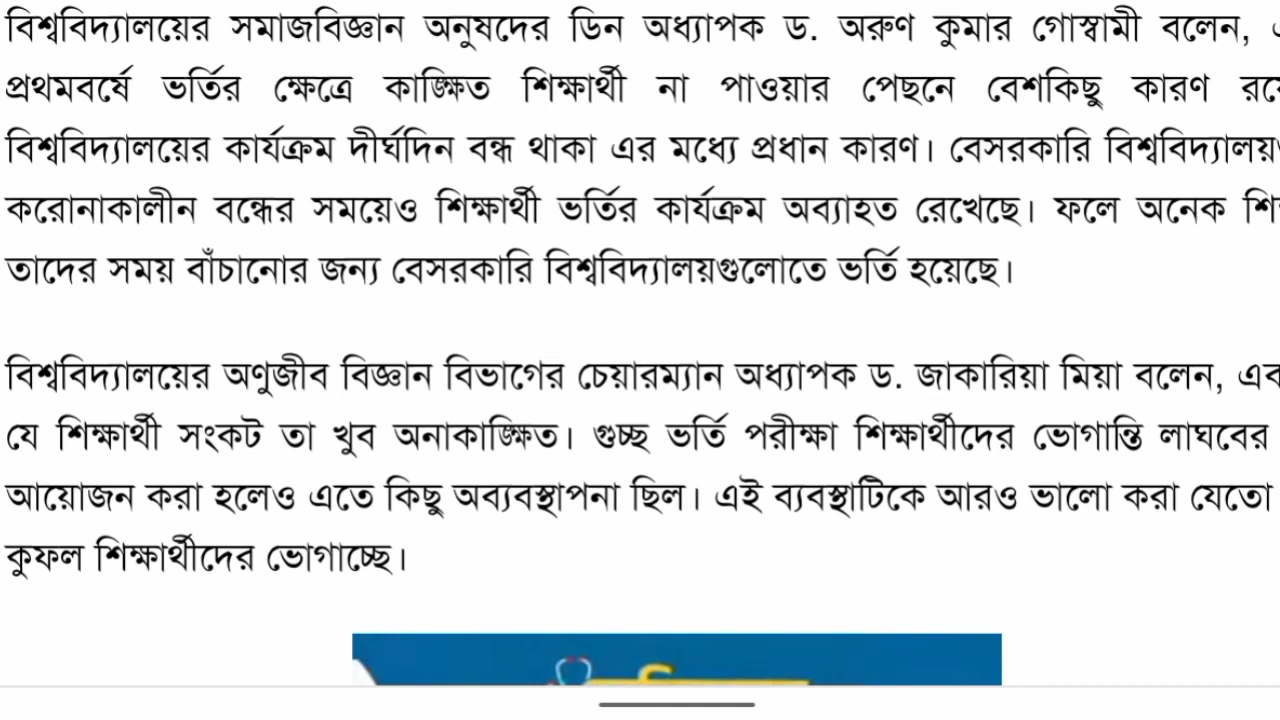 বিশ্ববিদ্যালয়ের সমাজবিজ্ঞান অনুষদের ডিন অধ্যাপক ড. অরুণ কুমার গোস্বামী বলেন,
প্রথমবর্ষে ভর্তির ক্ষেত্রে কাঙ্ক্ষিত শিক্ষার্থী না পাওয়ার পেছনে বেশকিছু কারণ
বিশ্ববিদ্যালয়ের কার্যক্রম দীর্ঘদিন বন্ধ থাকা এর মধ্যে প্রধান কারণ। বেসরকারি বিশ্ববিদ্যালয়
করোনাকালীন বন্ধের সময়েও শিক্ষার্থী ভর্তির কার্যক্রম অব্যাহত রেখেছে। ফলে অনেক
তাদের সময় বাঁচানোর জন্য বেসরকারি বিশ্ববিদ্যালয়গুলোতে ভর্তি হয়েছে।
বিশ্ববিদ্যালয়ের অণুজীব বিজ্ঞান বিভাগের চেয়ারম্যান অধ্যাপক ড. জাকারিয়া মিয়া বলেন,
যে শিক্ষার্থী সংকট তা খুব অনাকাঙ্ক্ষিত। গুচ্ছ ভর্তি পরীক্ষা শিক্ষার্থীদের ভোগান্তি লাঘবের
আয়োজন করা হলেও এতে কিছু অব্যবস্থাপনা ছিল। এই ব্যবস্থাটিকে আরও ভালো করা যেতো
কুফল শিক্ষার্থীদের ভোগাচ্ছে।